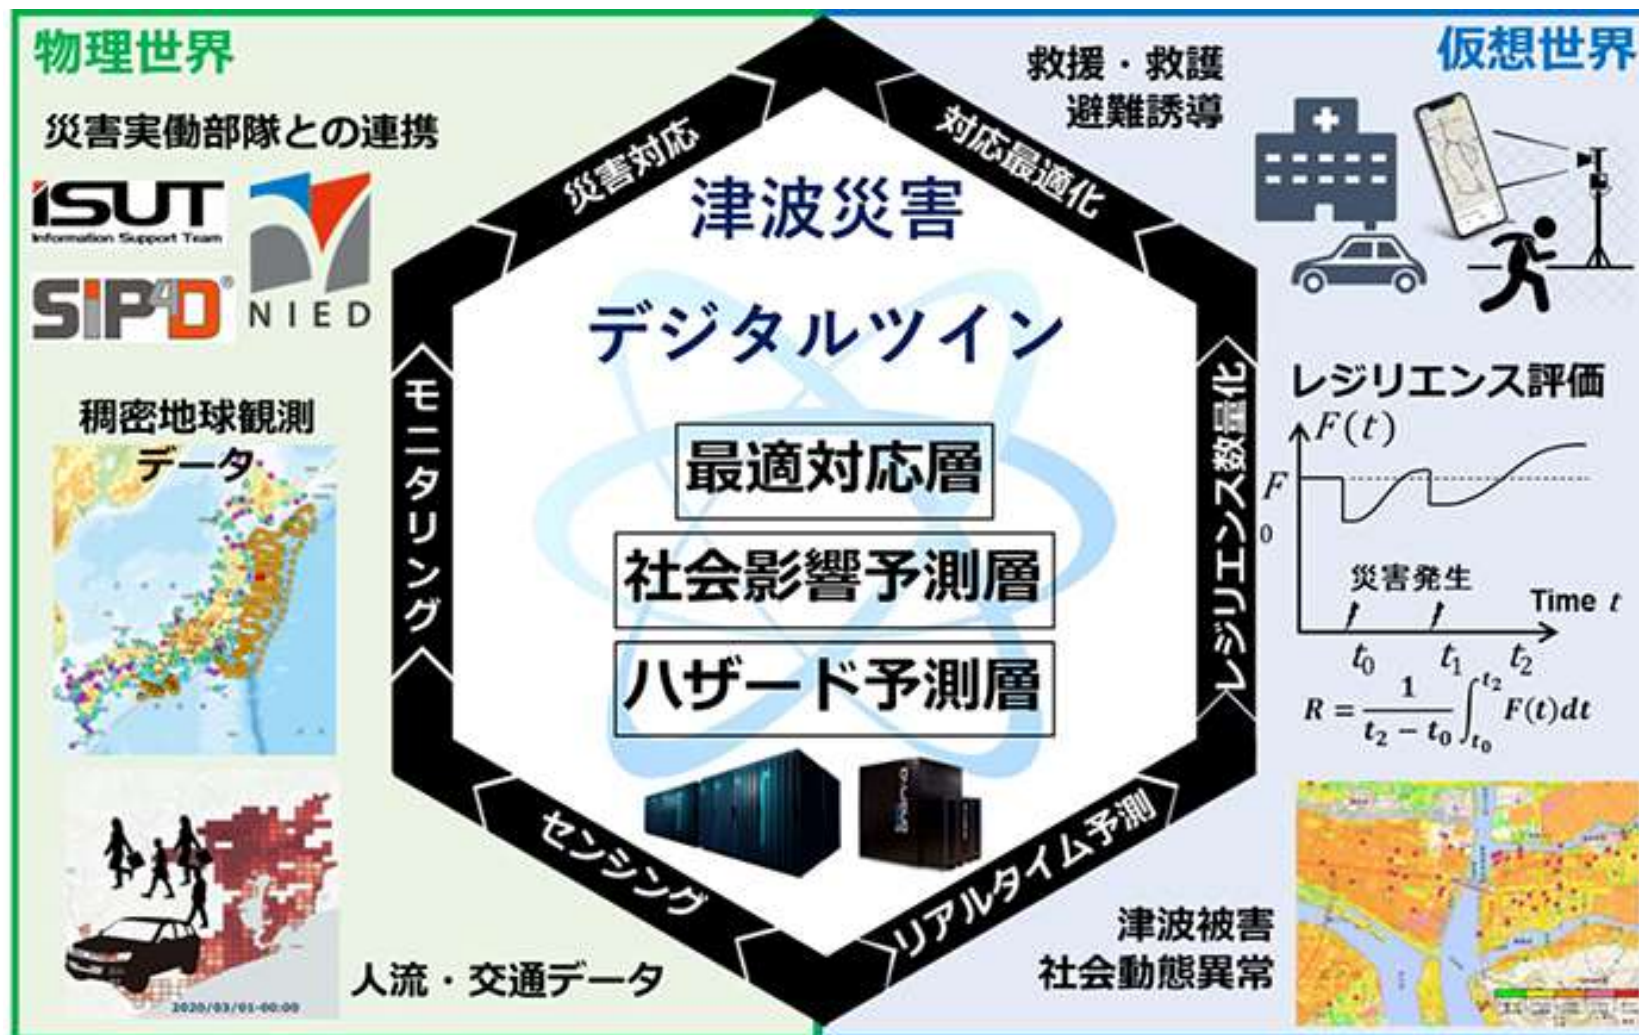 物理世界
仮想世界
災害実働部隊との連携
iSUT
Information Support Team
SIP4D®
NIED
稠密地球観測
データ
2020/03/01-00:00
人流・交通データ
災害対応
モニタリング
センシング
津波災害
デジタルツイン
最適対応層
社会影響予測層
ハザード予測層
対応最適化
レジリエンス数量化
リアルタイム予測
救援・救護
避難誘導
レジリエンス評価
F(t)
F
0
災害発生
Time t
t₀ t₁ t₂
R = 1/(t₂ − t₀) ∫t₀^t₂ F(t)dt
津波被害
社会動態異常